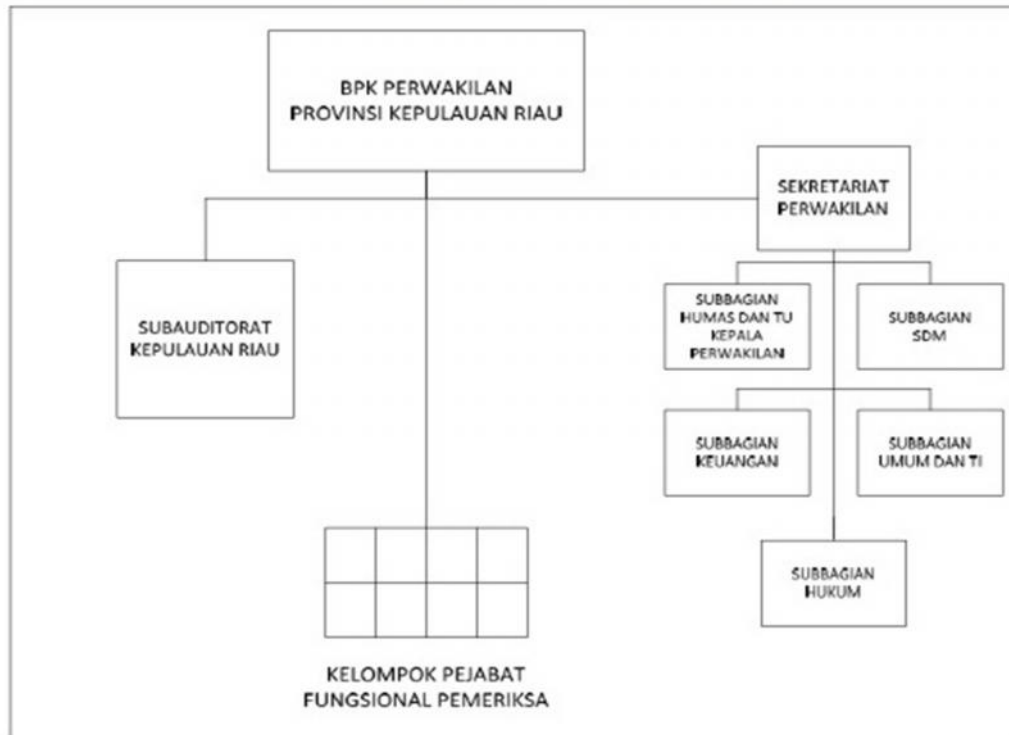 BPK PERWAKILAN
PROVINSI KEPULAUAN RIAU
SEKRETARIAT
PERWAKILAN
SUBAUDITORAT
KEPULAUAN RIAU
SUBBAGIAN
HUMAS DAN TU
KEPALA
PERWAKILAN
SUBBAGIAN
SDM
SUBBAGIAN
KEUANGAN
SUBBAGIAN
UMUM DAN TI
SUBBAGIAN
HUKUM
KELOMPOK PEJABAT
FUNGSIONAL PEMERIKSA